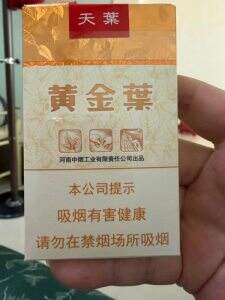 天葉
黄金葉
河南中烟工业有限责任公司出品
本公司提示
吸烟有害健康
请勿在禁烟场所吸烟